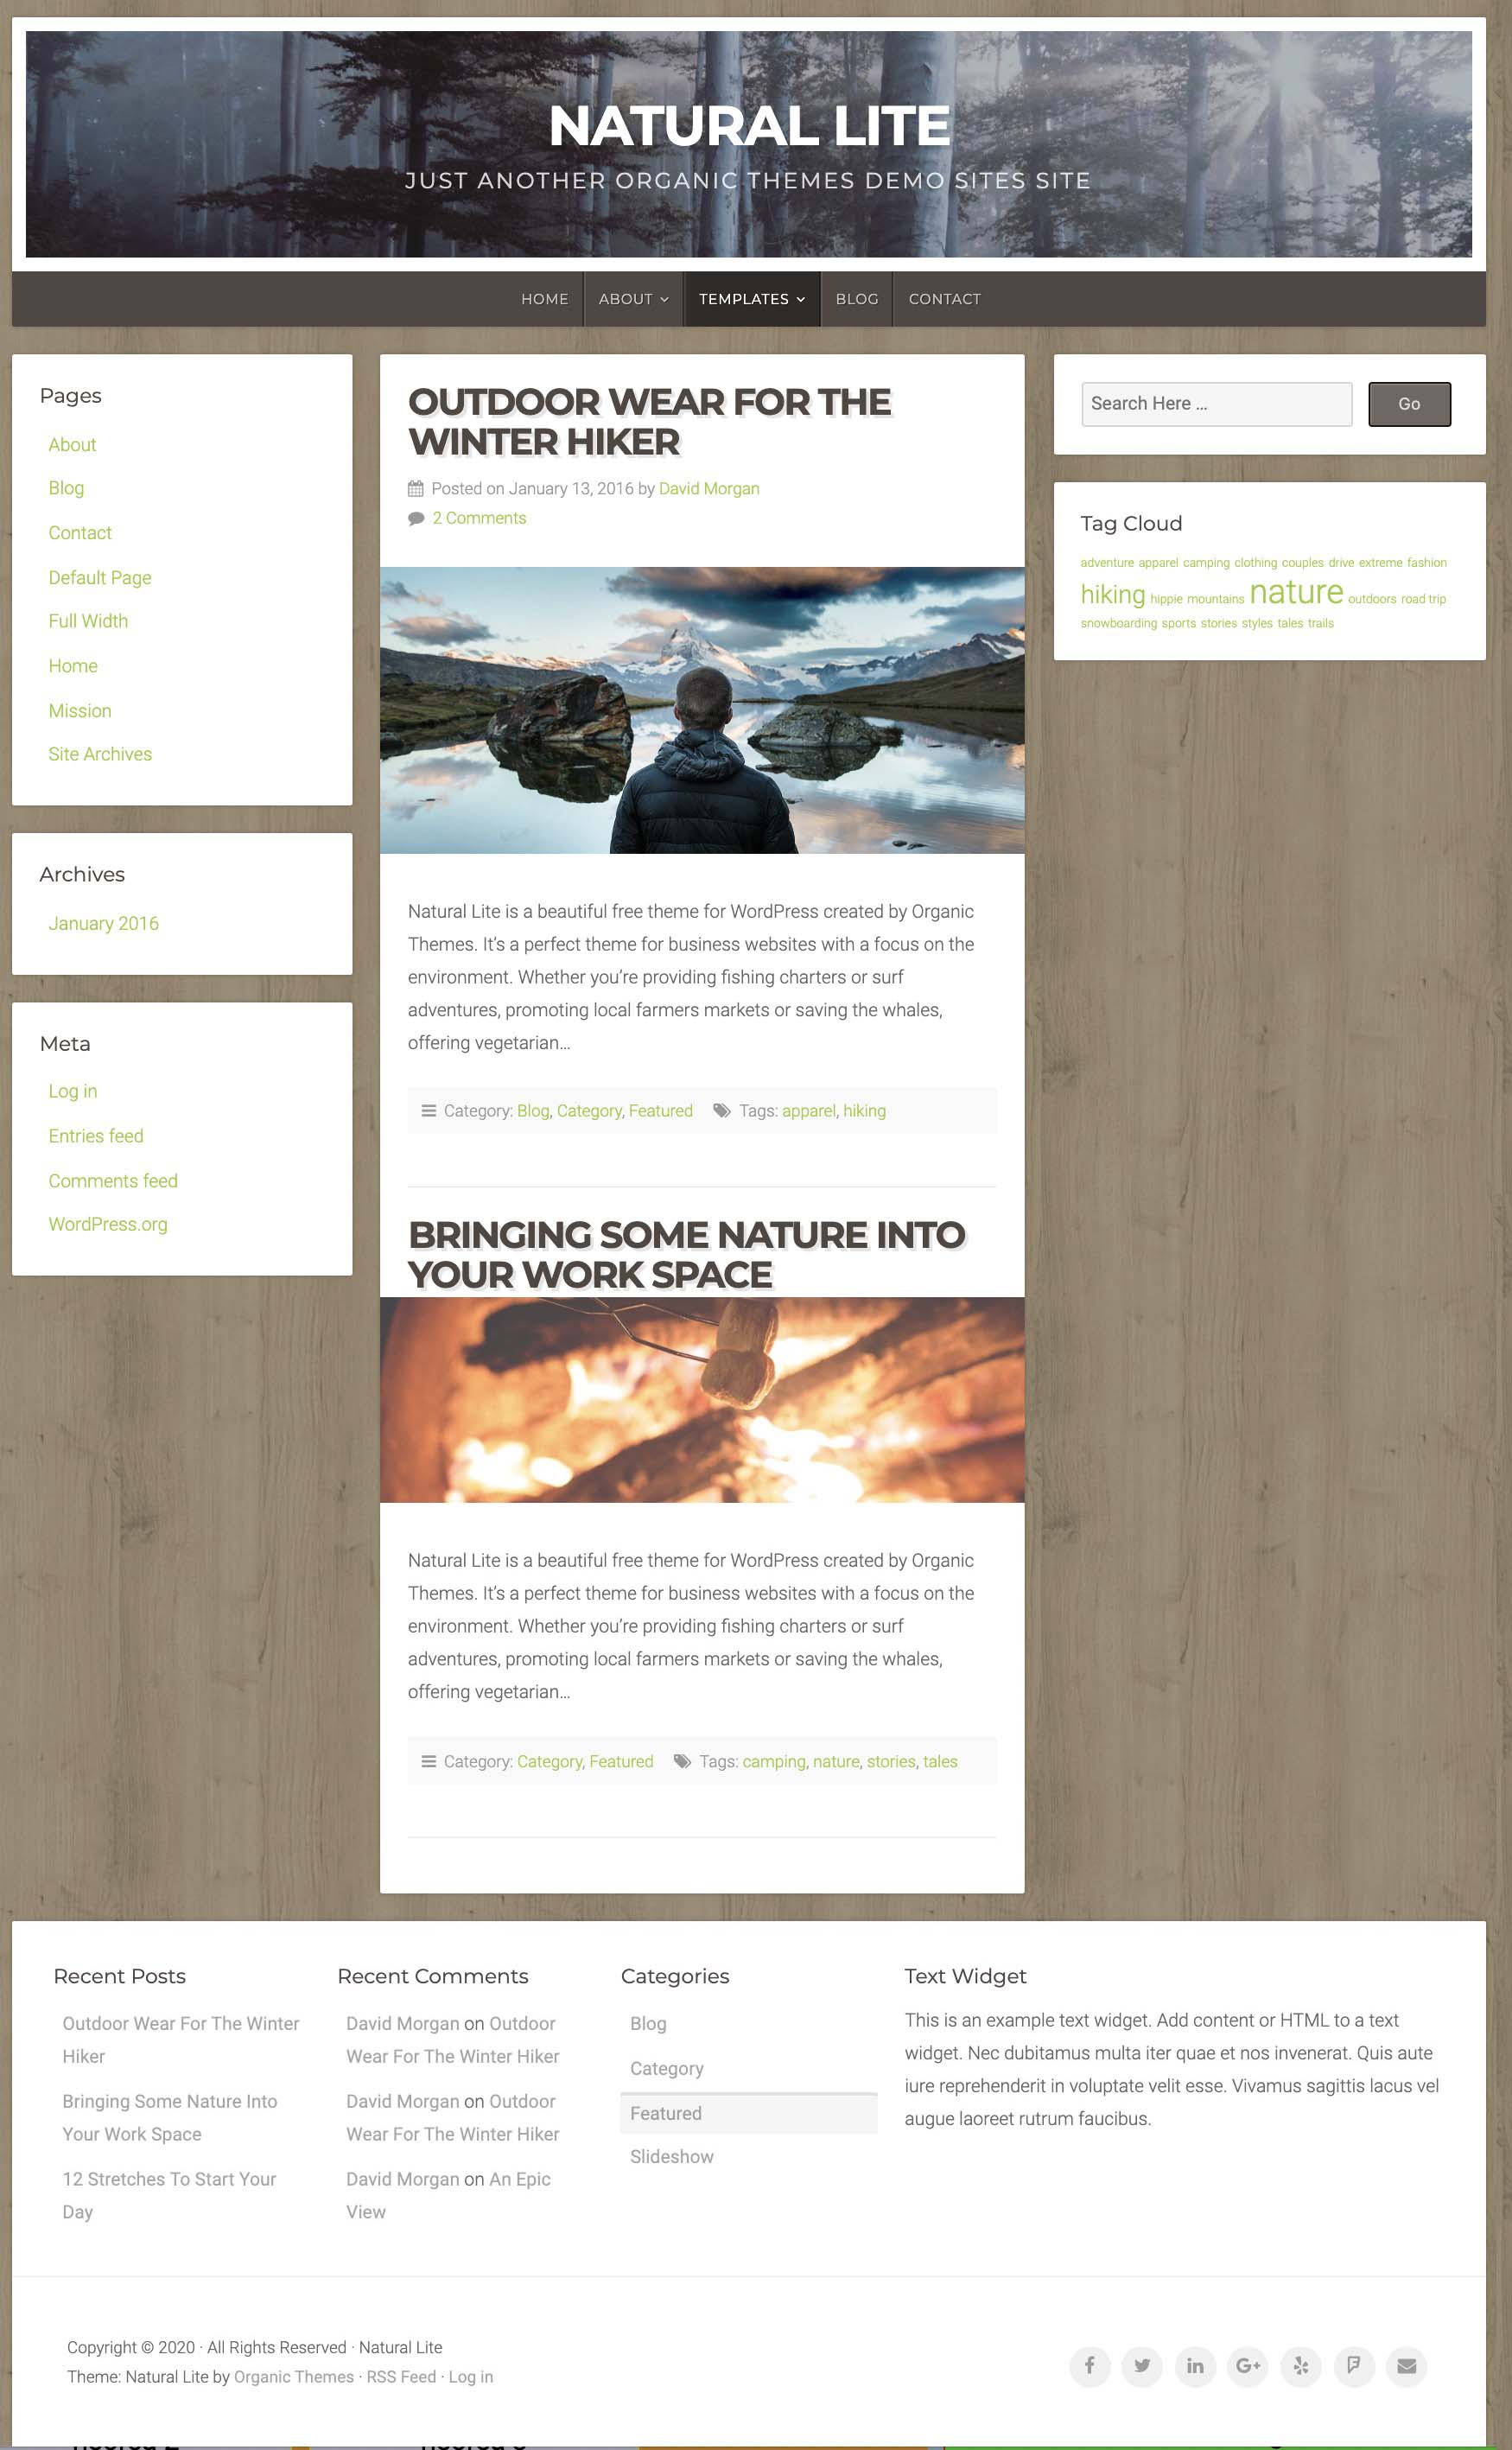 NATURAL LITE
JUST ANOTHER ORGANIC THEMES DEMO SITES SITE
HOME
ABOUT
TEMPLATES
BLOG
CONTACT
Pages
About
Blog
Contact
Default Page
Full Width
Home
Mission
Site Archives
Archives
January 2016
Meta
Log in
Entries feed
Comments feed
WordPress.org
OUTDOOR WEAR FOR THE
WINTER HIKER
Posted on January 13, 2016 by David Morgan
2 Comments
Natural Lite is a beautiful free theme for WordPress created by Organic
Themes. It’s a perfect theme for business websites with a focus on the
environment. Whether you’re providing fishing charters or surf
adventures, promoting local farmers markets or saving the whales,
offering vegetarian…
Category: Blog, Category, Featured Tags: apparel, hiking
BRINGING SOME NATURE INTO
YOUR WORK SPACE
Natural Lite is a beautiful free theme for WordPress created by Organic
Themes. It’s a perfect theme for business websites with a focus on the
environment. Whether you’re providing fishing charters or surf
adventures, promoting local farmers markets or saving the whales,
offering vegetarian…
Category: Category, Featured Tags: camping, nature, stories, tales
Search Here …
Go
Tag Cloud
adventure apparel camping clothing couples drive extreme fashion
hiking hippie mountains nature outdoors road trip
snowboarding sports stories styles tales trails
Recent Posts
Outdoor Wear For The Winter
Hiker
Bringing Some Nature Into
Your Work Space
12 Stretches To Start Your
Day
Recent Comments
David Morgan on Outdoor
Wear For The Winter Hiker
David Morgan on Outdoor
Wear For The Winter Hiker
David Morgan on An Epic
View
Categories
Blog
Category
Featured
Slideshow
Text Widget
This is an example text widget. Add content or HTML to a text
widget. Nec dubitamus multa iter quae et nos invenerat. Quis aute
iure reprehenderit in voluptate velit esse. Vivamus sagittis lacus vel
augue laoreet rutrum faucibus.
Copyright © 2020 · All Rights Reserved · Natural Lite
Theme: Natural Lite by Organic Themes · RSS Feed · Log in